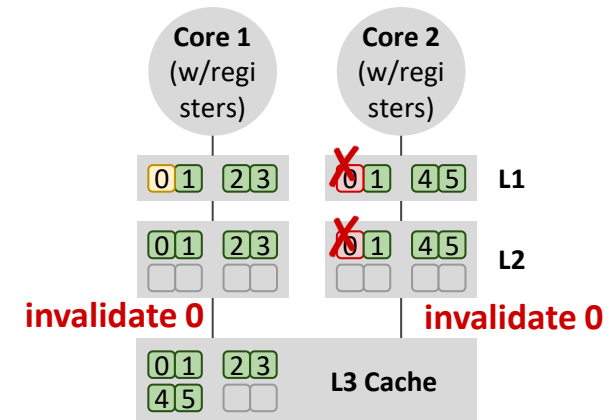 Core 1 Core 2
(w/regi (w/regi
sters) sters)
0 1 2 3 0 1 4 5 L1
0 1 2 3 0 1 4 5 L2
invalidate 0 invalidate 0
0 1 2 3
4 5 L3 Cache